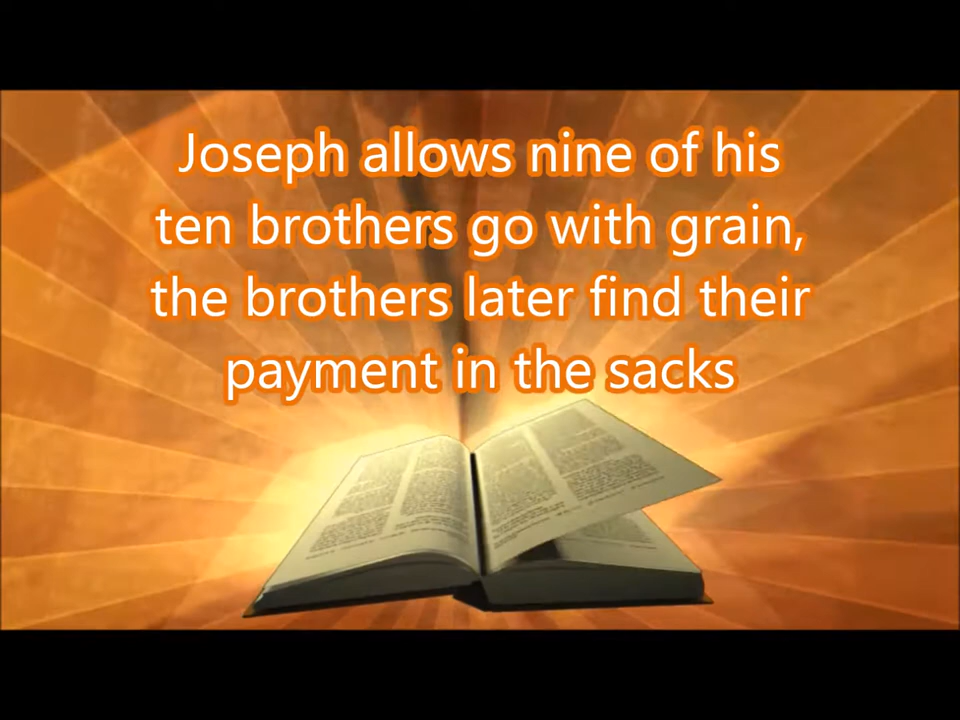 Joseph allows nine of his
ten brothers go with grain,
the brothers later find their
payment in the sacks